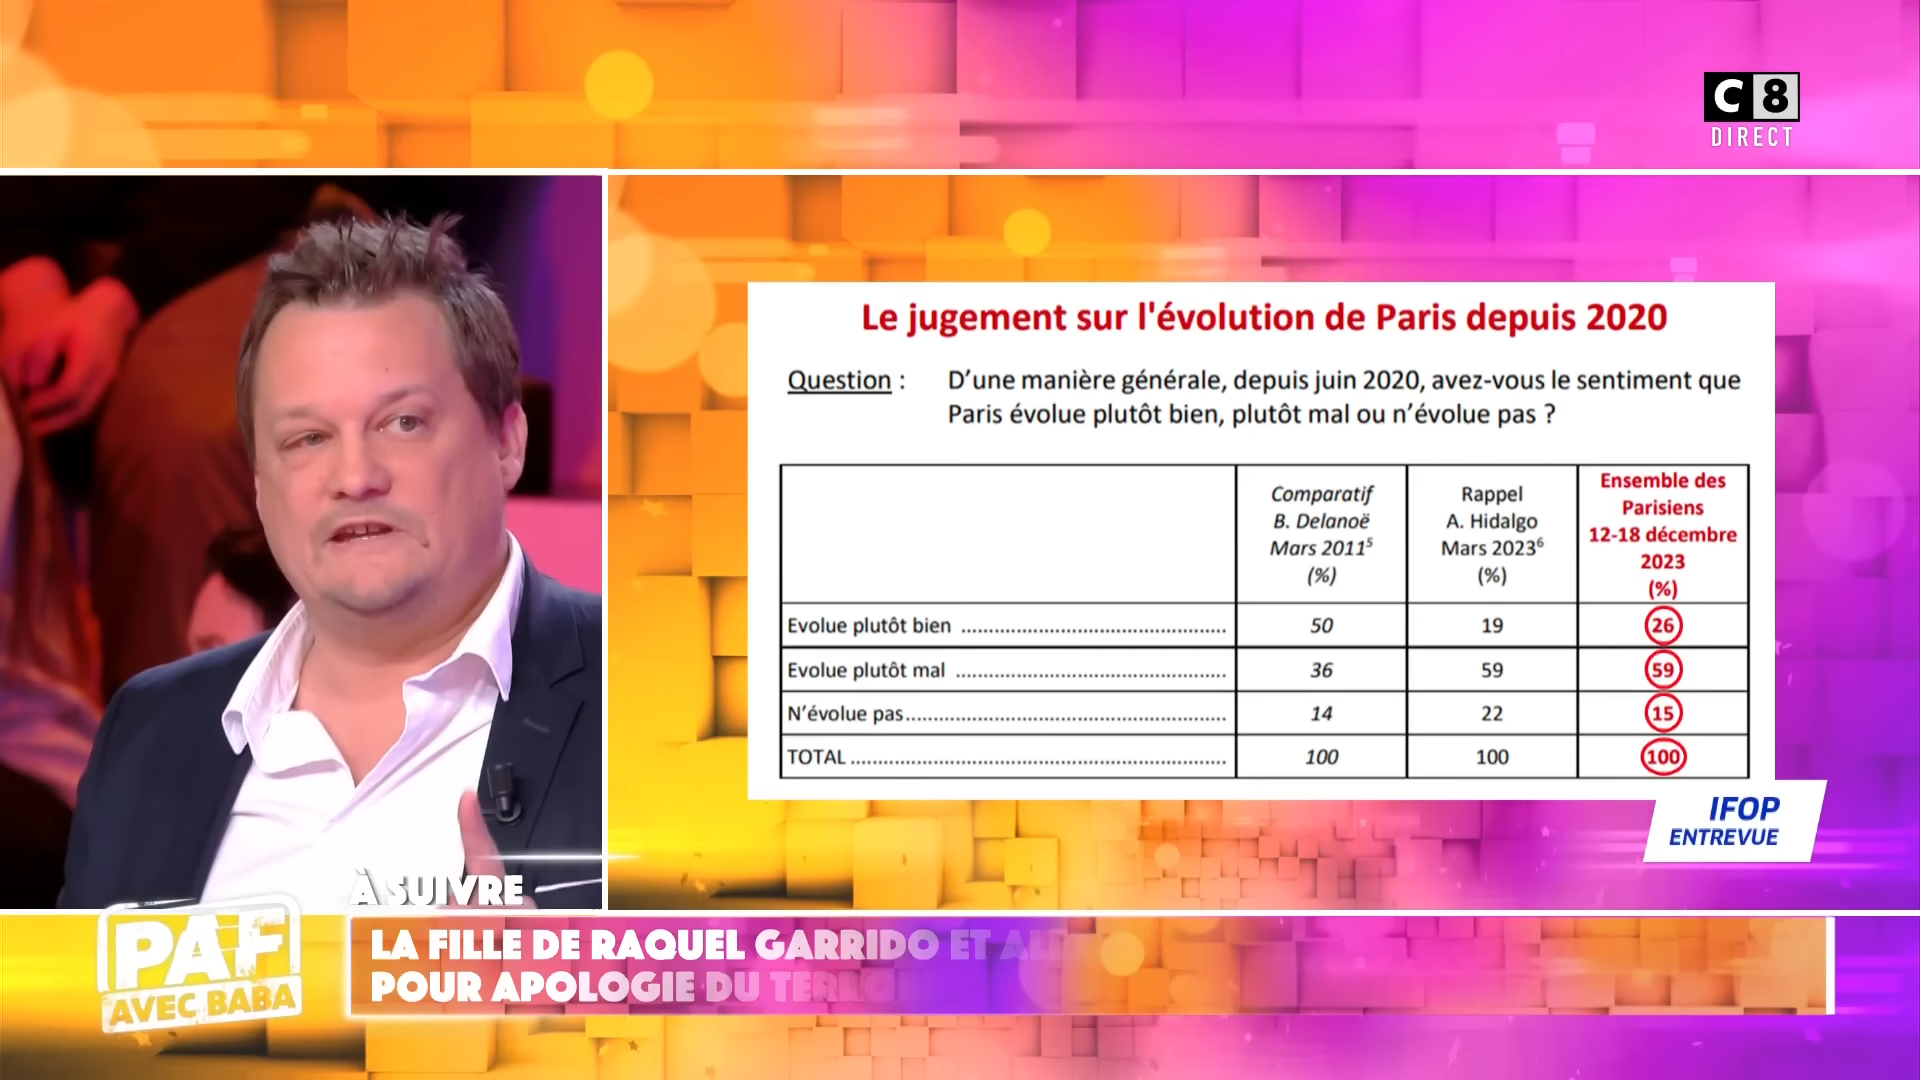 C8
DIRECT
Le jugement sur l'évolution de Paris depuis 2020
Question : D’une manière générale, depuis juin 2020, avez-vous le sentiment que
Paris évolue plutôt bien, plutôt mal ou n’évolue pas ?
Comparatif
B. Delanoë
Mars 2011⁵
(%)
Rappel
A. Hidalgo
Mars 2023⁶
(%)
Ensemble des
Parisiens
12-18 décembre
2023
(%)
Evolue plutôt bien ............................................... 50 19 26
Evolue plutôt mal ................................................ 36 59 59
N’évolue pas......................................................... 14 22 15
TOTAL .................................................................... 100 100 100
IFOP
ENTREVUE
À SUIVRE
PAF
AVEC BABA
LA FILLE DE RAQUEL GARRIDO ET
POUR APOLOGIE DU